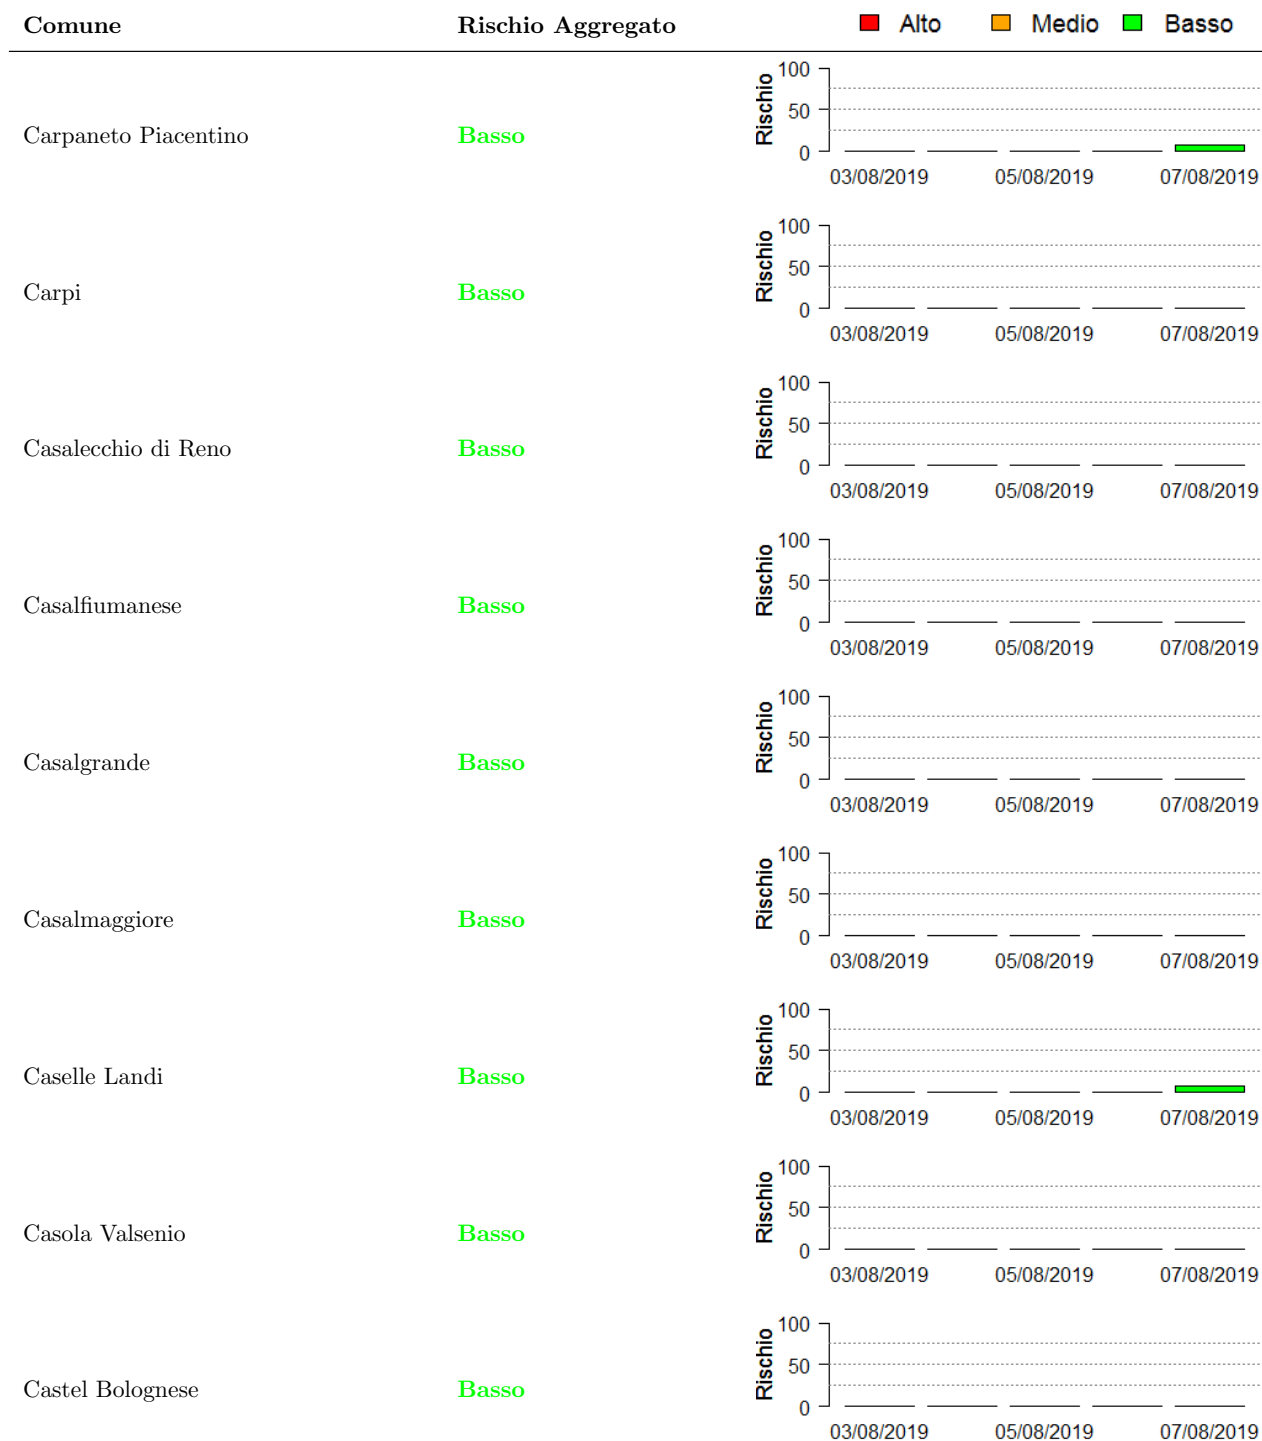 Comune Rischio Aggregato Alto Medio Basso
Carpaneto Piacentino Basso
Rischio
100
50
0
03/08/2019 05/08/2019 07/08/2019
Carpi Basso
Rischio
100
50
0
03/08/2019 05/08/2019 07/08/2019
Casalecchio di Reno Basso
Rischio
100
50
0
03/08/2019 05/08/2019 07/08/2019
Casalfiumanese Basso
Rischio
100
50
0
03/08/2019 05/08/2019 07/08/2019
Casalgrande Basso
Rischio
100
50
0
03/08/2019 05/08/2019 07/08/2019
Casalmaggiore Basso
Rischio
100
50
0
03/08/2019 05/08/2019 07/08/2019
Caselle Landi Basso
Rischio
100
50
0
03/08/2019 05/08/2019 07/08/2019
Casola Valsenio Basso
Rischio
100
50
0
03/08/2019 05/08/2019 07/08/2019
Castel Bolognese Basso
Rischio
100
50
0
03/08/2019 05/08/2019 07/08/2019